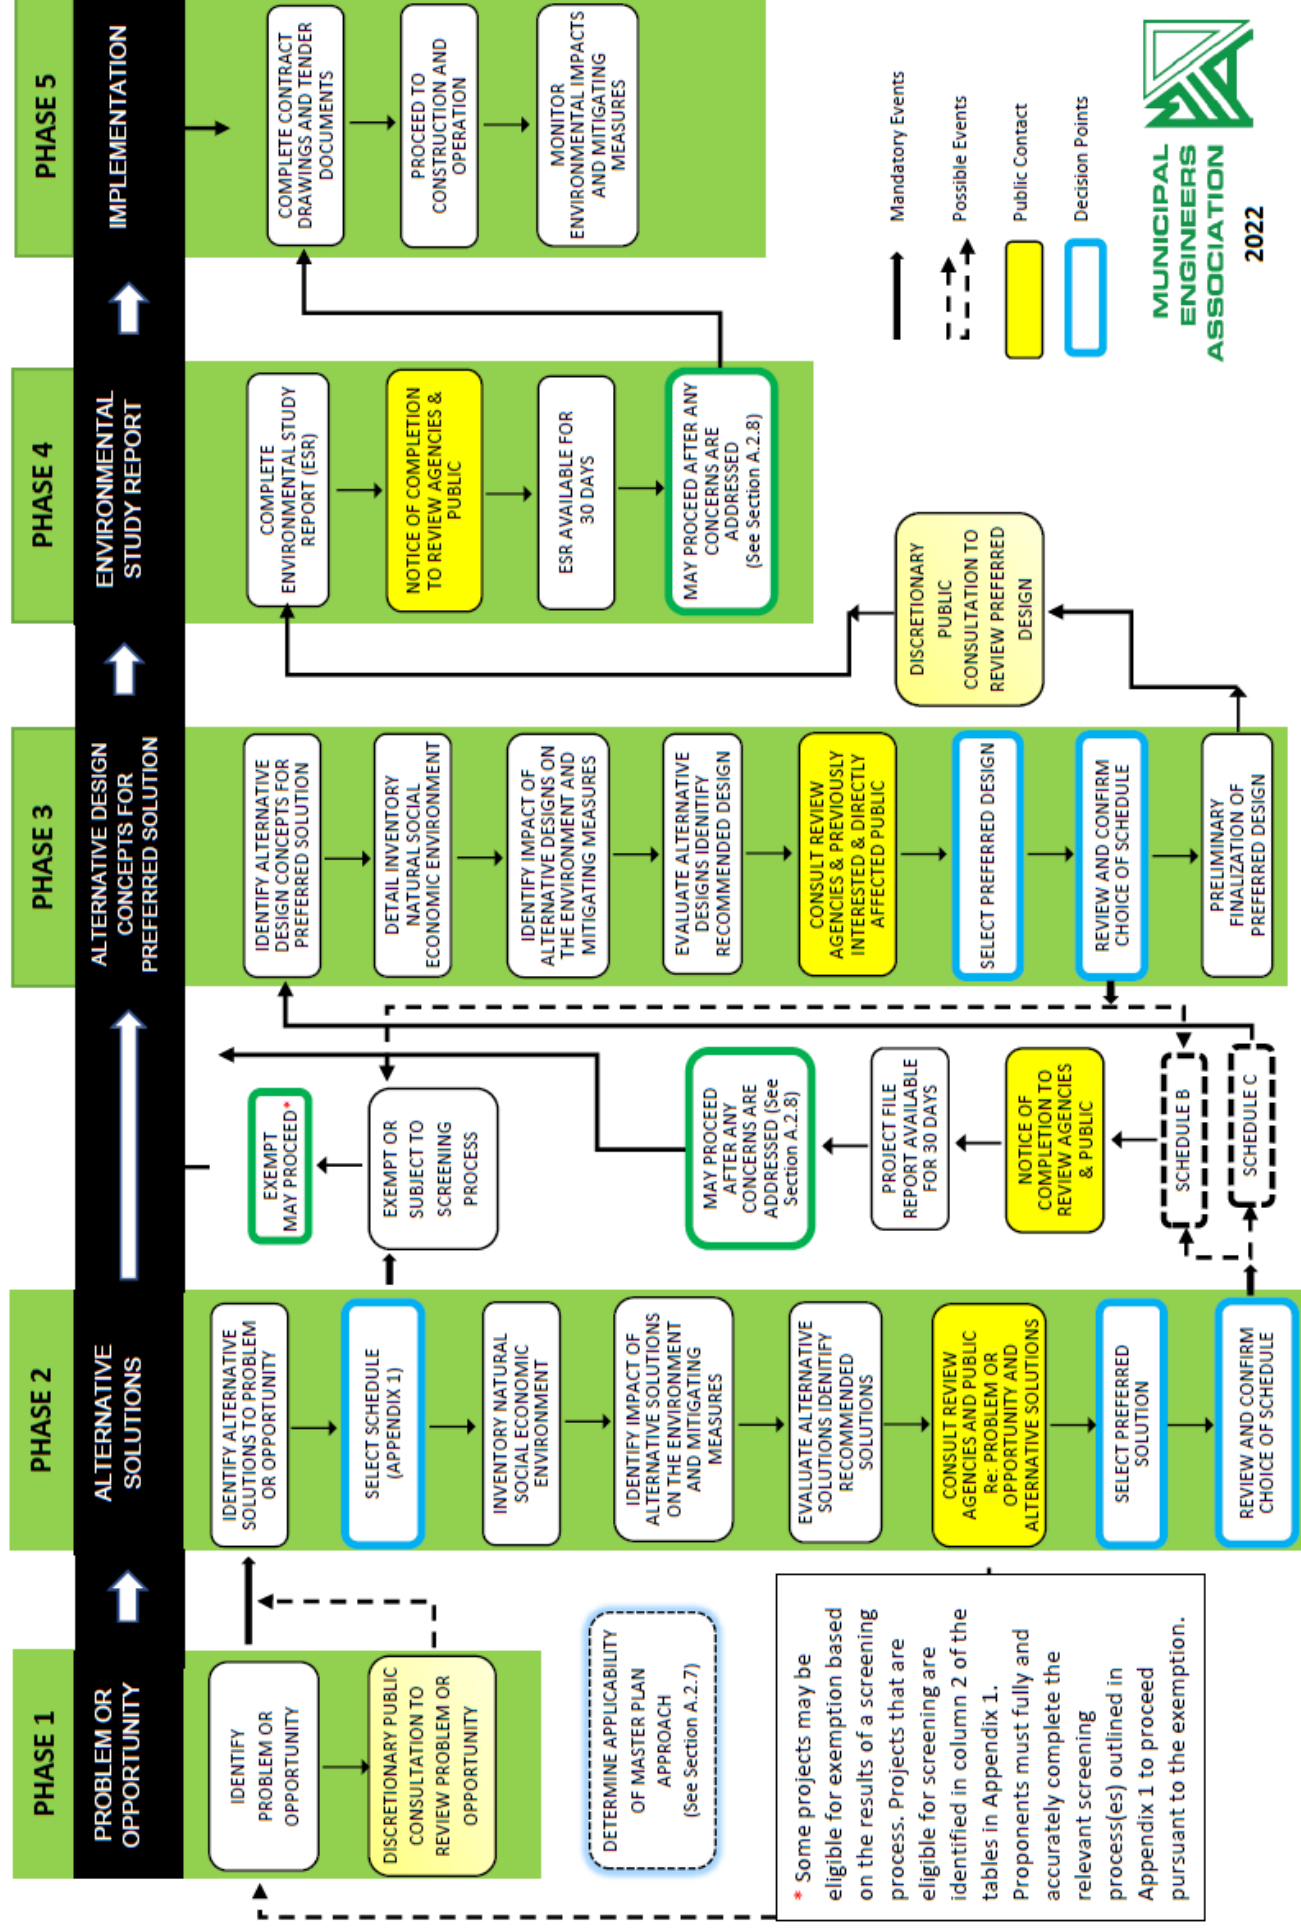 PHASE 1
PROBLEM OR
OPPORTUNITY
IDENTIFY
PROBLEM OR
OPPORTUNITY
DISCRETIONARY PUBLIC
CONSULTATION TO
REVIEW PROBLEM OR
OPPORTUNITY
DETERMINE APPLICABILITY
OF MASTER PLAN
APPROACH
(See Section A.2.7)
* Some projects may be
eligible for exemption based
on the results of a screening
process. Projects that are
eligible for screening are
identified in column 2 of the
tables in Appendix 1.
Proponents must fully and
accurately complete the
relevant screening
process(es) outlined in
Appendix 1 to proceed
pursuant to the exemption.
PHASE 2
ALTERNATIVE
SOLUTIONS
IDENTIFY ALTERNATIVE
SOLUTIONS TO PROBLEM
OR OPPORTUNITY
SELECT SCHEDULE
(APPENDIX 1)
INVENTORY NATURAL
SOCIAL ECONOMIC
ENVIRONMENT
IDENTIFY IMPACT OF
ALTERNATIVE SOLUTIONS
ON THE ENVIRONMENT
AND MITIGATING
MEASURES
EVALUATE ALTERNATIVE
SOLUTIONS IDENTIFY
RECOMMENDED
SOLUTIONS
CONSULT REVIEW
AGENCIES AND PUBLIC
Re: PROBLEM OR
OPPORTUNITY AND
ALTERNATIVE SOLUTIONS
SELECT PREFERRED
SOLUTION
REVIEW AND CONFIRM
CHOICE OF SCHEDULE
EXEMPT
MAY PROCEED*
EXEMPT OR
SUBJECT TO
SCREENING
PROCESS
MAY PROCEED
AFTER ANY
CONCERNS ARE
ADDRESSED (See
Section A.2.8)
PROJECT FILE
REPORT AVAILABLE
FOR 30 DAYS
NOTICE OF
COMPLETION TO
REVIEW AGENCIES
& PUBLIC
SCHEDULE B
SCHEDULE C
PHASE 3
ALTERNATIVE DESIGN
CONCEPTS FOR
PREFERRED SOLUTION
IDENTIFY ALTERNATIVE
DESIGN CONCEPTS FOR
PREFERRED SOLUTION
DETAIL INVENTORY
NATURAL SOCIAL
ECONOMIC ENVIRONMENT
IDENTIFY IMPACT OF
ALTERNATIVE DESIGNS ON
THE ENVIRONMENT AND
MITIGATING MEASURES
EVALUATE ALTERNATIVE
DESIGNS IDENITIFY
RECOMMENDED DESIGN
CONSULT REVIEW
AGENCIES & PREVIOUSLY
INTERESTED & DIRECTLY
AFFECTED PUBLIC
SELECT PREFERRED DESIGN
REVIEW AND CONFIRM
CHOICE OF SCHEDULE
PRELIMINARY
FINALIZATION OF
PREFERRED DESIGN
DISCRETIONARY
PUBLIC
CONSULTATION TO
REVIEW PREFERRED
DESIGN
PHASE 4
ENVIRONMENTAL
STUDY REPORT
COMPLETE
ENVIRONMENTAL STUDY
REPORT (ESR)
NOTICE OF COMPLETION
TO REVIEW AGENCIES &
PUBLIC
ESR AVAILABLE FOR
30 DAYS
MAY PROCEED AFTER ANY
CONCERNS ARE
ADDRESSED
(See Section A.2.8)
PHASE 5
IMPLEMENTATION
COMPLETE CONTRACT
DRAWINGS AND TENDER
DOCUMENTS
PROCEED TO
CONSTRUCTION AND
OPERATION
MONITOR
ENVIRONMENTAL IMPACTS
AND MITIGATING
MEASURES
Mandatory Events
Possible Events
Public Contact
Decision Points
MUNICIPAL
ENGINEERS
ASSOCIATION
2022